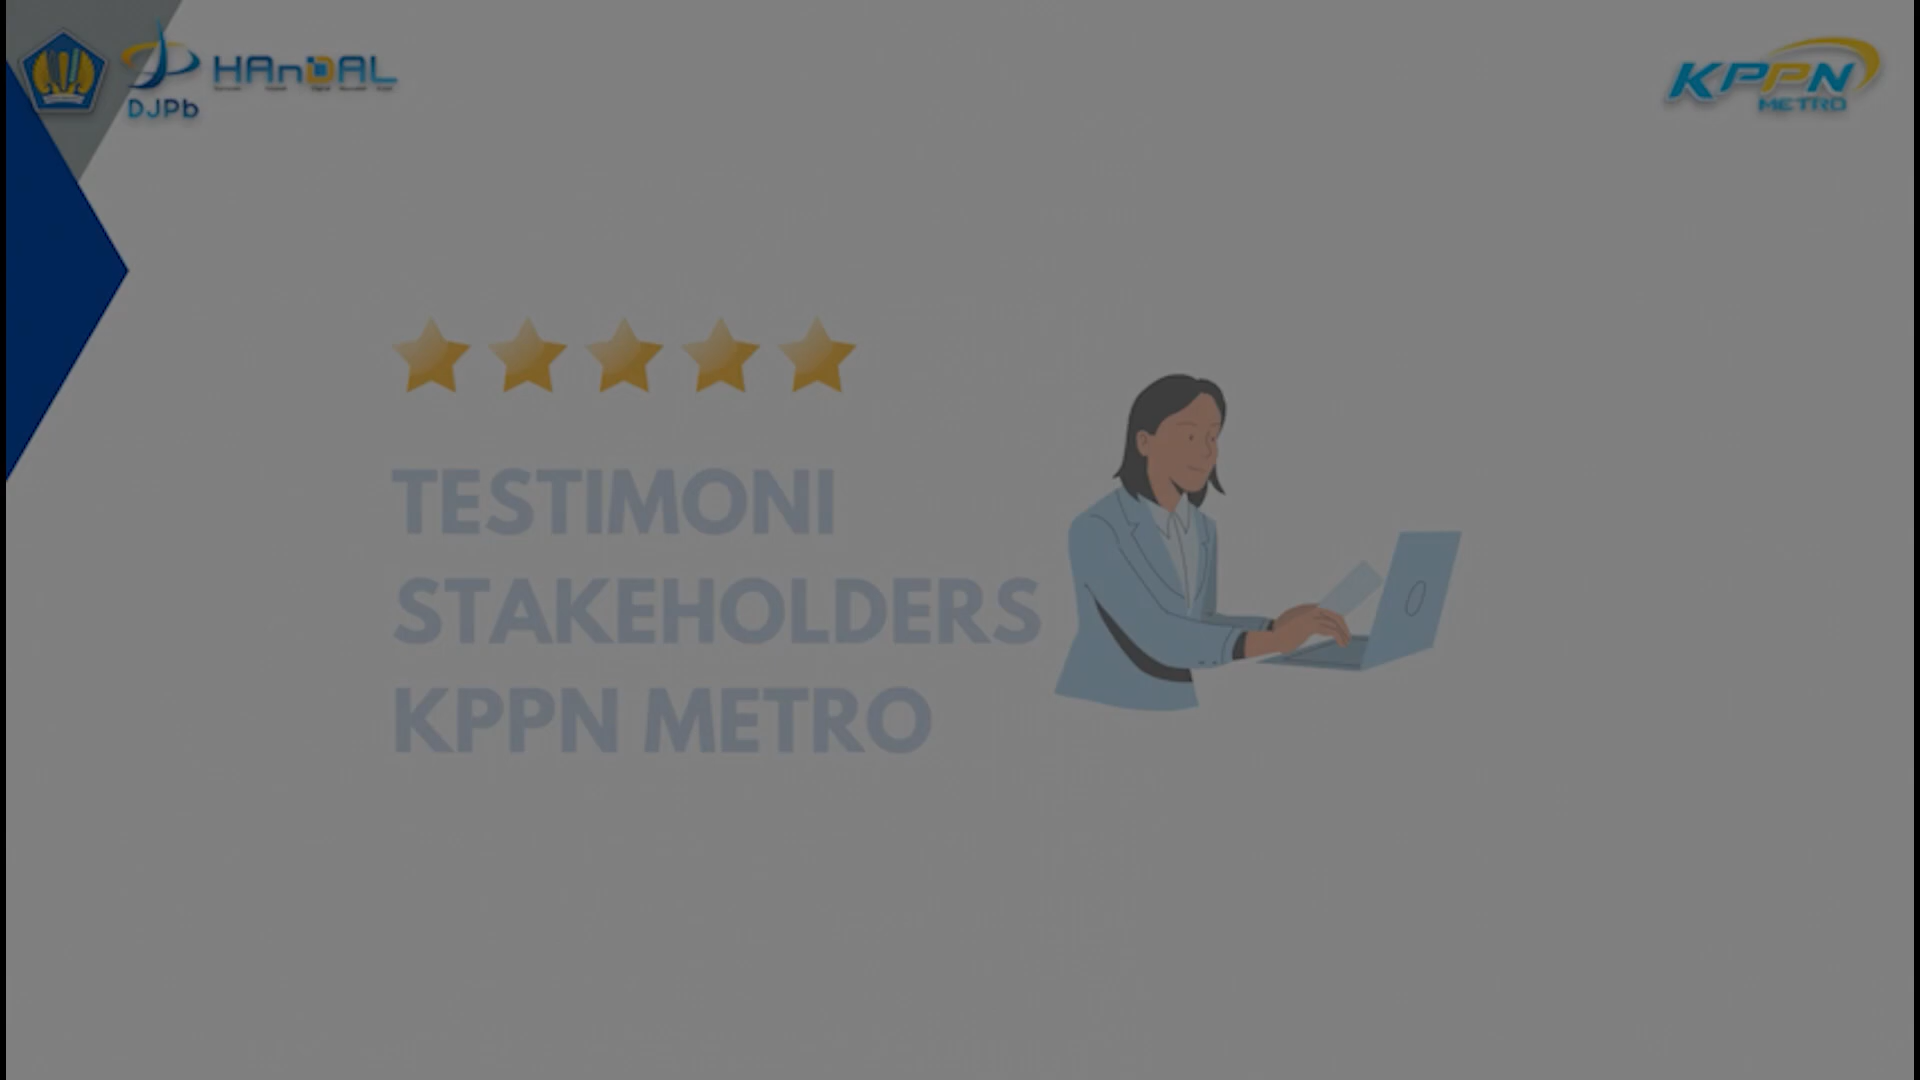 DJPb
HAnDAL
KPPN
METRO
TESTIMONI
STAKEHOLDERS
KPPN METRO